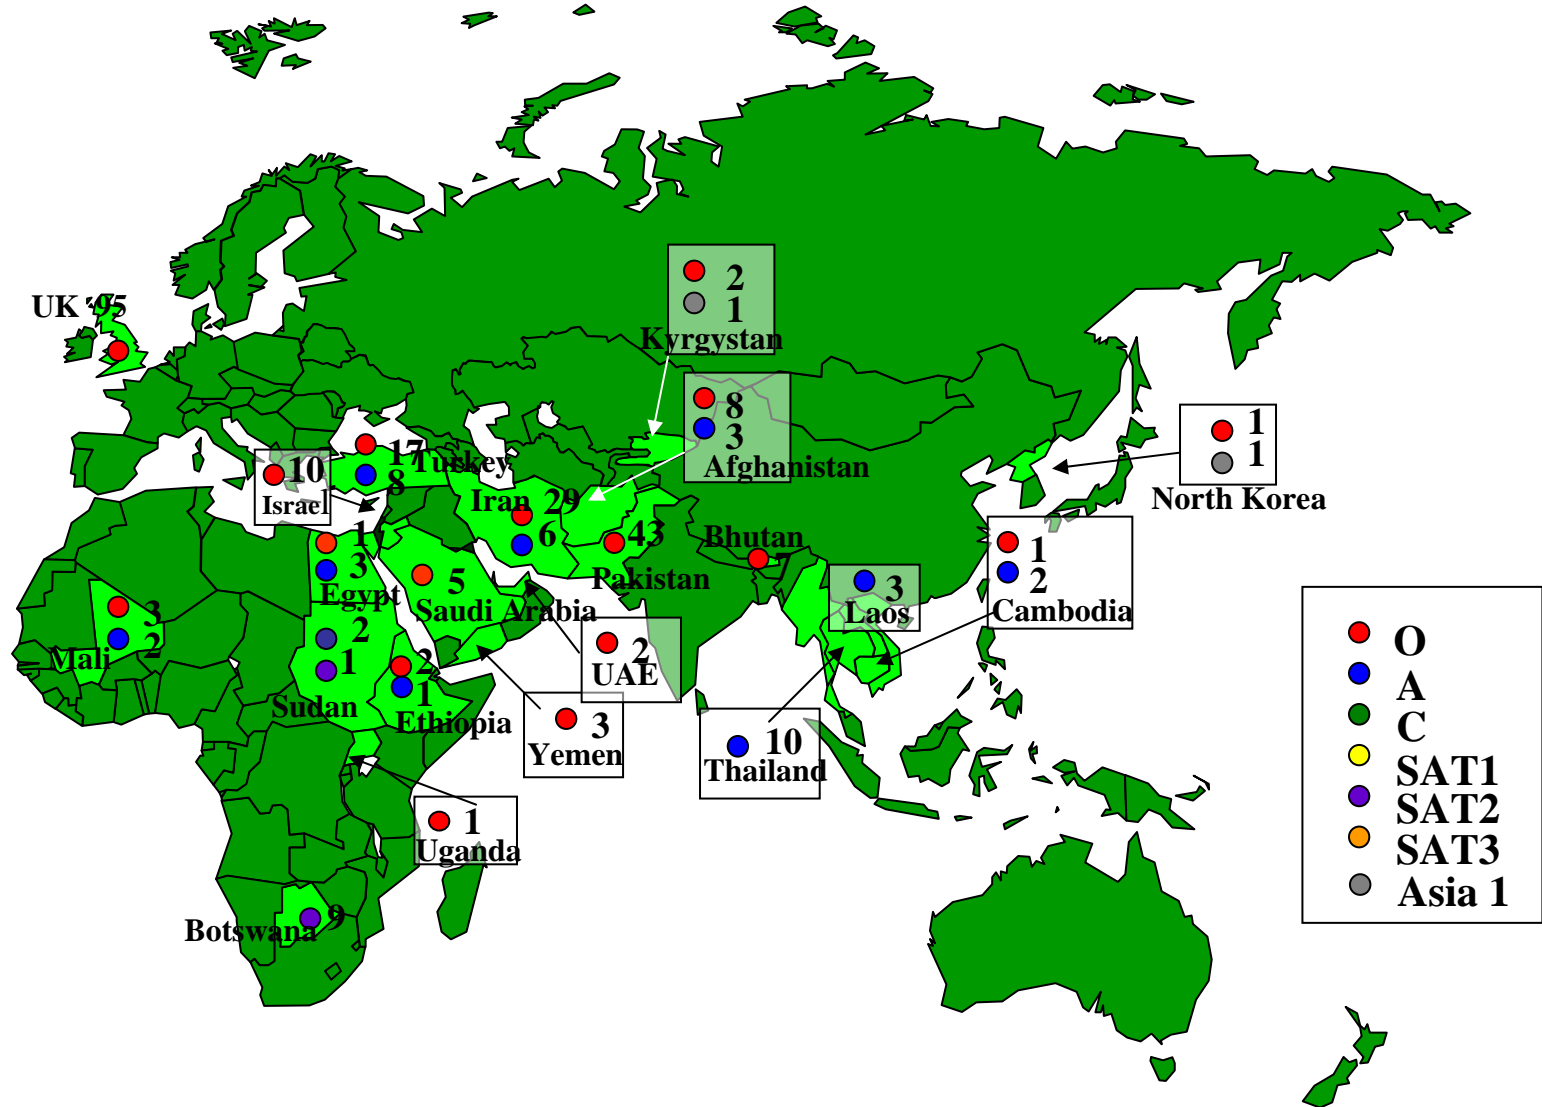 2
1
Kyrgystan
UK '95
8
3
Afghanistan
1
1
North Korea
17
Turkey
8
10
Israel
Iran
29
6
43
Pakistan
Bhutan
7
1
2
Cambodia
3
Laos
1
3
Egypt
5
Saudi Arabia
3
2
Mali
2
1
Sudan
2
1
Ethiopia
2
UAE
3
Yemen
10
Thailand
1
Uganda
9
Botswana
O
A
C
SAT1
SAT2
SAT3
Asia 1